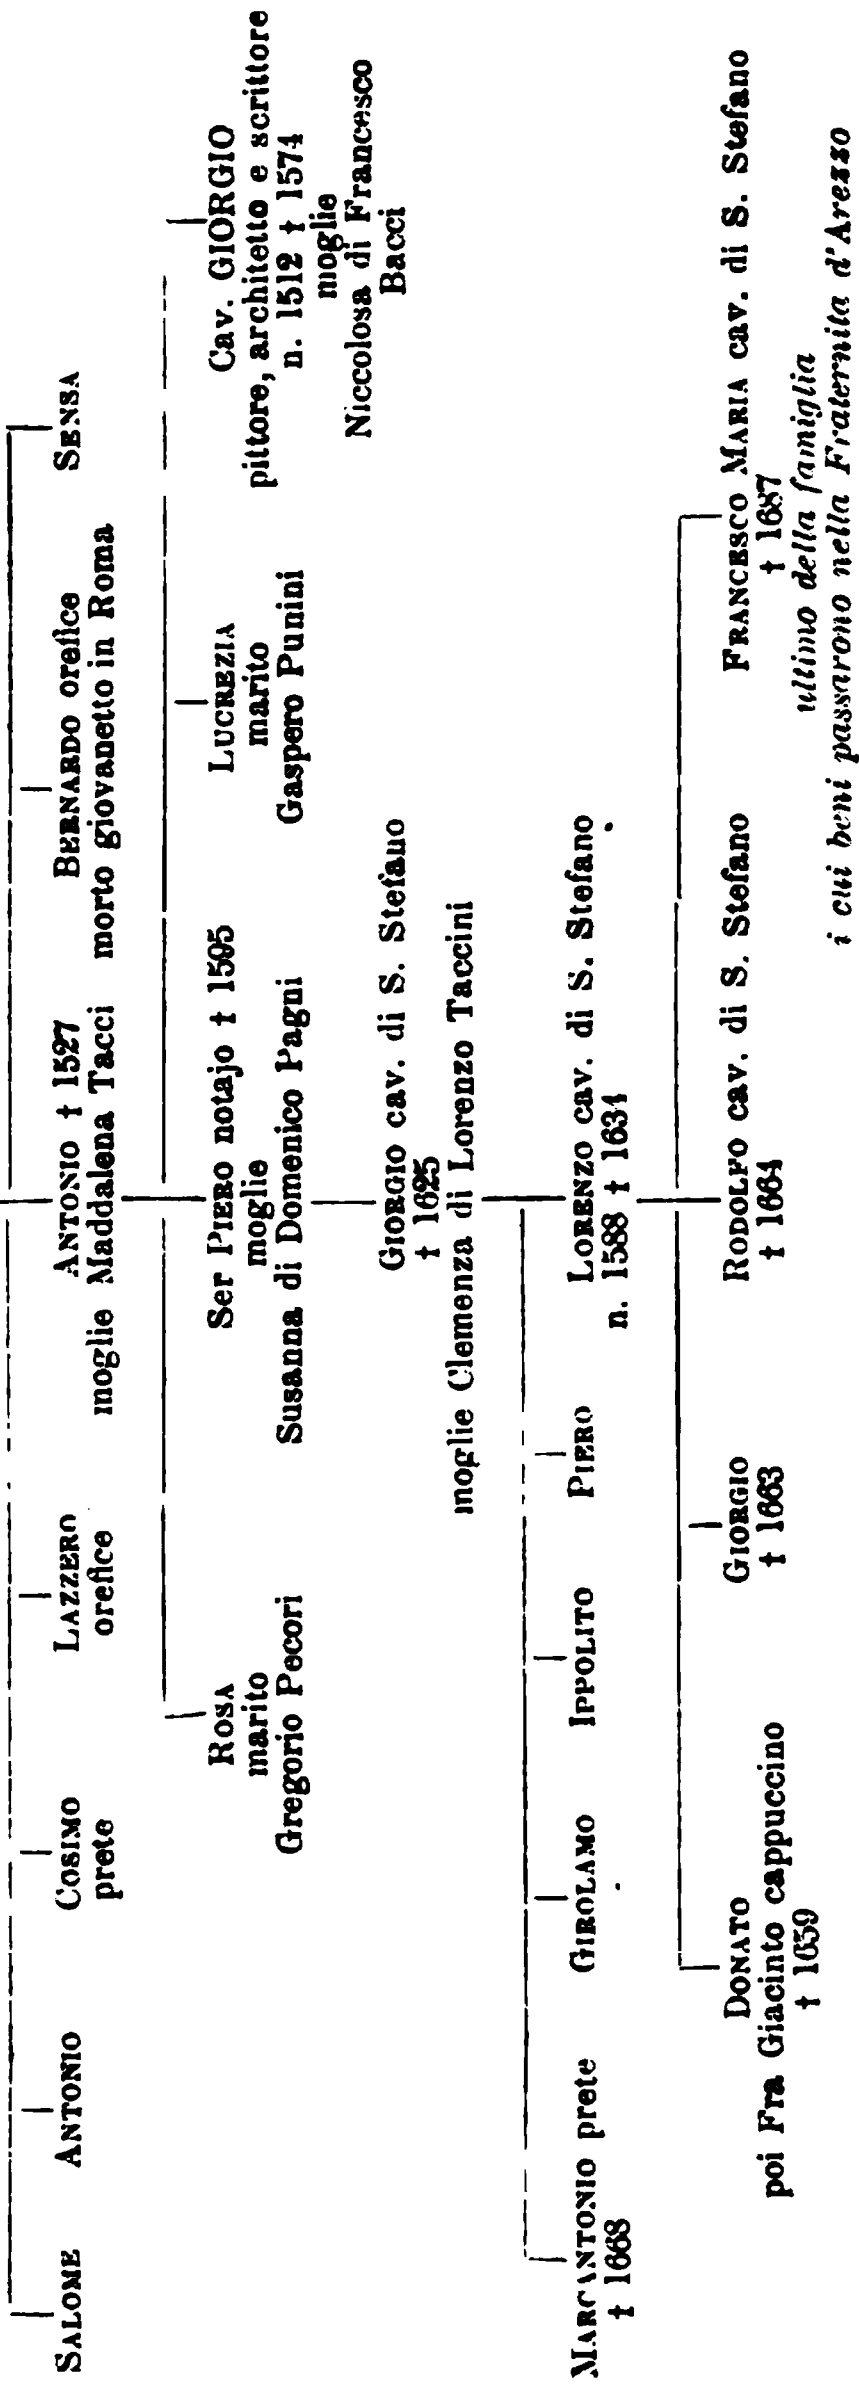 SALOME
ANTONIO
COSIMO
prete
LAZZERO
orefice
ANTONIO † 1527
moglie Maddalena Tacci
BERNARDO orefice
morto giovanetto in Roma
SENSA
ROSA
marito
Gregorio Pecori
Ser PIERO notajo † 1595
moglie
Susanna di Domenico Pagni
LUCREZIA
marito
Gaspero Punini
Cav. GIORGIO
pittore, architetto e scrittore
n. 1512 † 1574
moglie
Niccolosa di Francesco
Bacci
GIORGIO cav. di S. Stefano
† 1625
moglie Clemenza di Lorenzo Taccini
MARCANTONIO prete
† 1668
GIROLAMO
IPPOLITO
PIERO
LORENZO cav. di S. Stefano
n. 1588 † 1634
DONATO
poi Fra Giacinto cappuccino
† 1659
GIORGIO
† 1663
RODOLFO cav. di S. Stefano
† 1664
FRANCESCO MARIA cav. di S. Stefano
† 1687
ultimo della famiglia
i cui beni passarono nella Fraternita d'Arezzo